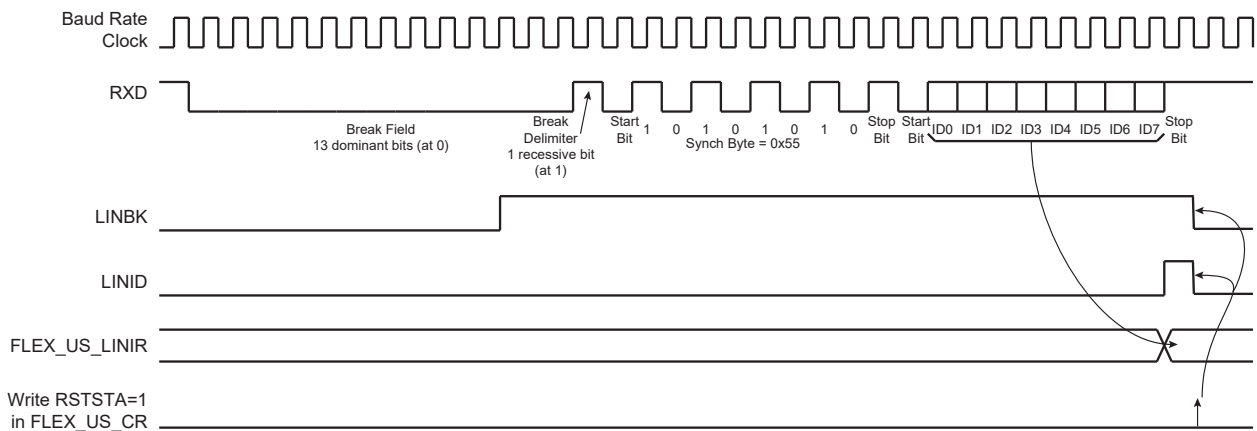 Baud Rate
Clock
RXD
Break Field
13 dominant bits (at 0)
Break
Delimiter
1 recessive bit
(at 1)
Start
Bit
1 0 1 0 1 0 1 0
Synch Byte = 0x55
Stop
Bit
Start
Bit
ID0 ID1 ID2 ID3 ID4 ID5 ID6 ID7
Stop
Bit
LINBK
LINID
FLEX_US_LINIR
Write RSTSTA=1
in FLEX_US_CR